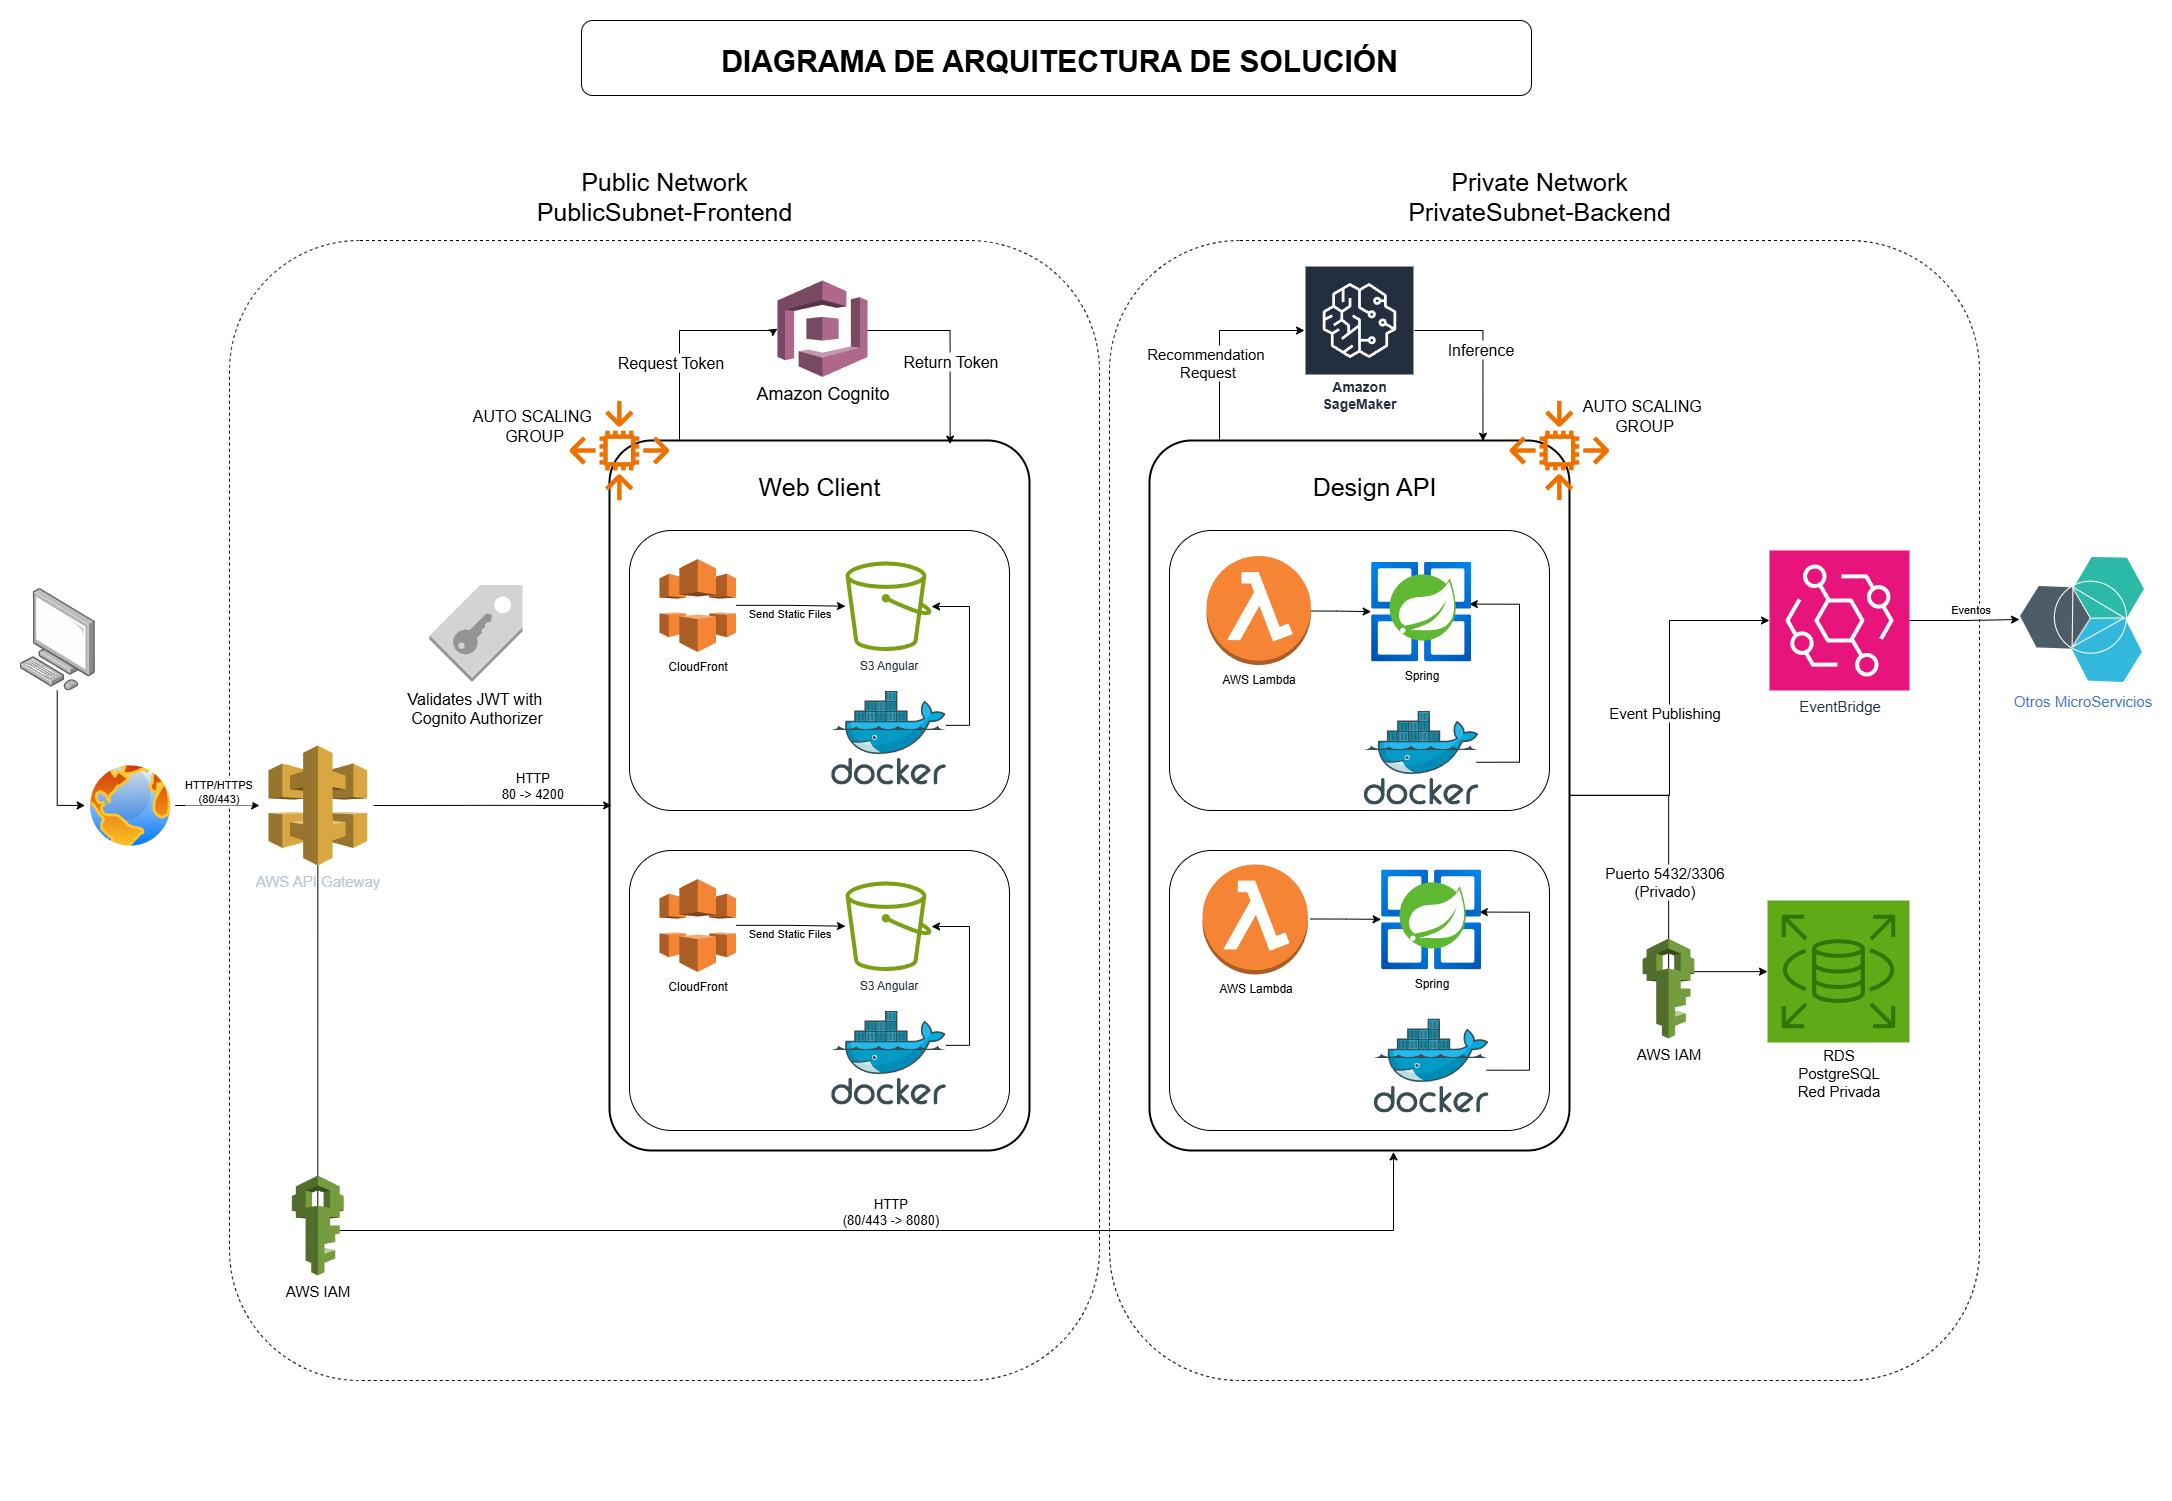 DIAGRAMA DE ARQUITECTURA DE SOLUCIÓN
Public Network
PublicSubnet-Frontend
Private Network
PrivateSubnet-Backend
Request Token
Return Token
Amazon Cognito
AUTO SCALING
GROUP
Web Client
CloudFront
Send Static Files
S3 Angular
docker
CloudFront
Send Static Files
S3 Angular
docker
Validates JWT with
Cognito Authorizer
HTTP/HTTPS
(80/443)
AWS API Gateway
HTTP
80 -> 4200
AWS IAM
HTTP
(80/443 -> 8080)
Recommendation
Request
Inference
Amazon
SageMaker
AUTO SCALING
GROUP
Design API
AWS Lambda
Spring
docker
AWS Lambda
Spring
docker
Event Publishing
EventBridge
Eventos
Otros MicroServicios
Puerto 5432/3306
(Privado)
AWS IAM
RDS
PostgreSQL
Red Privada